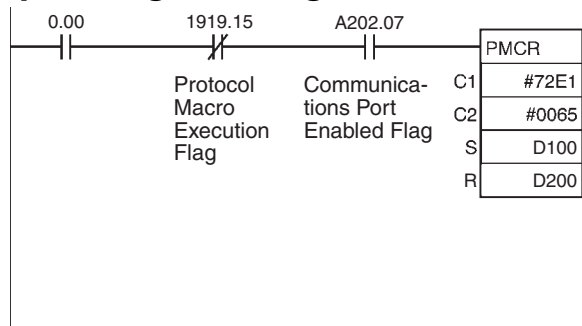 0.00 1919.15 A202.07
PMCR
Protocol Macro Execution Flag
Communica-tions Port Enabled Flag
C1 #72E1
C2 #0065
S D100
R D200